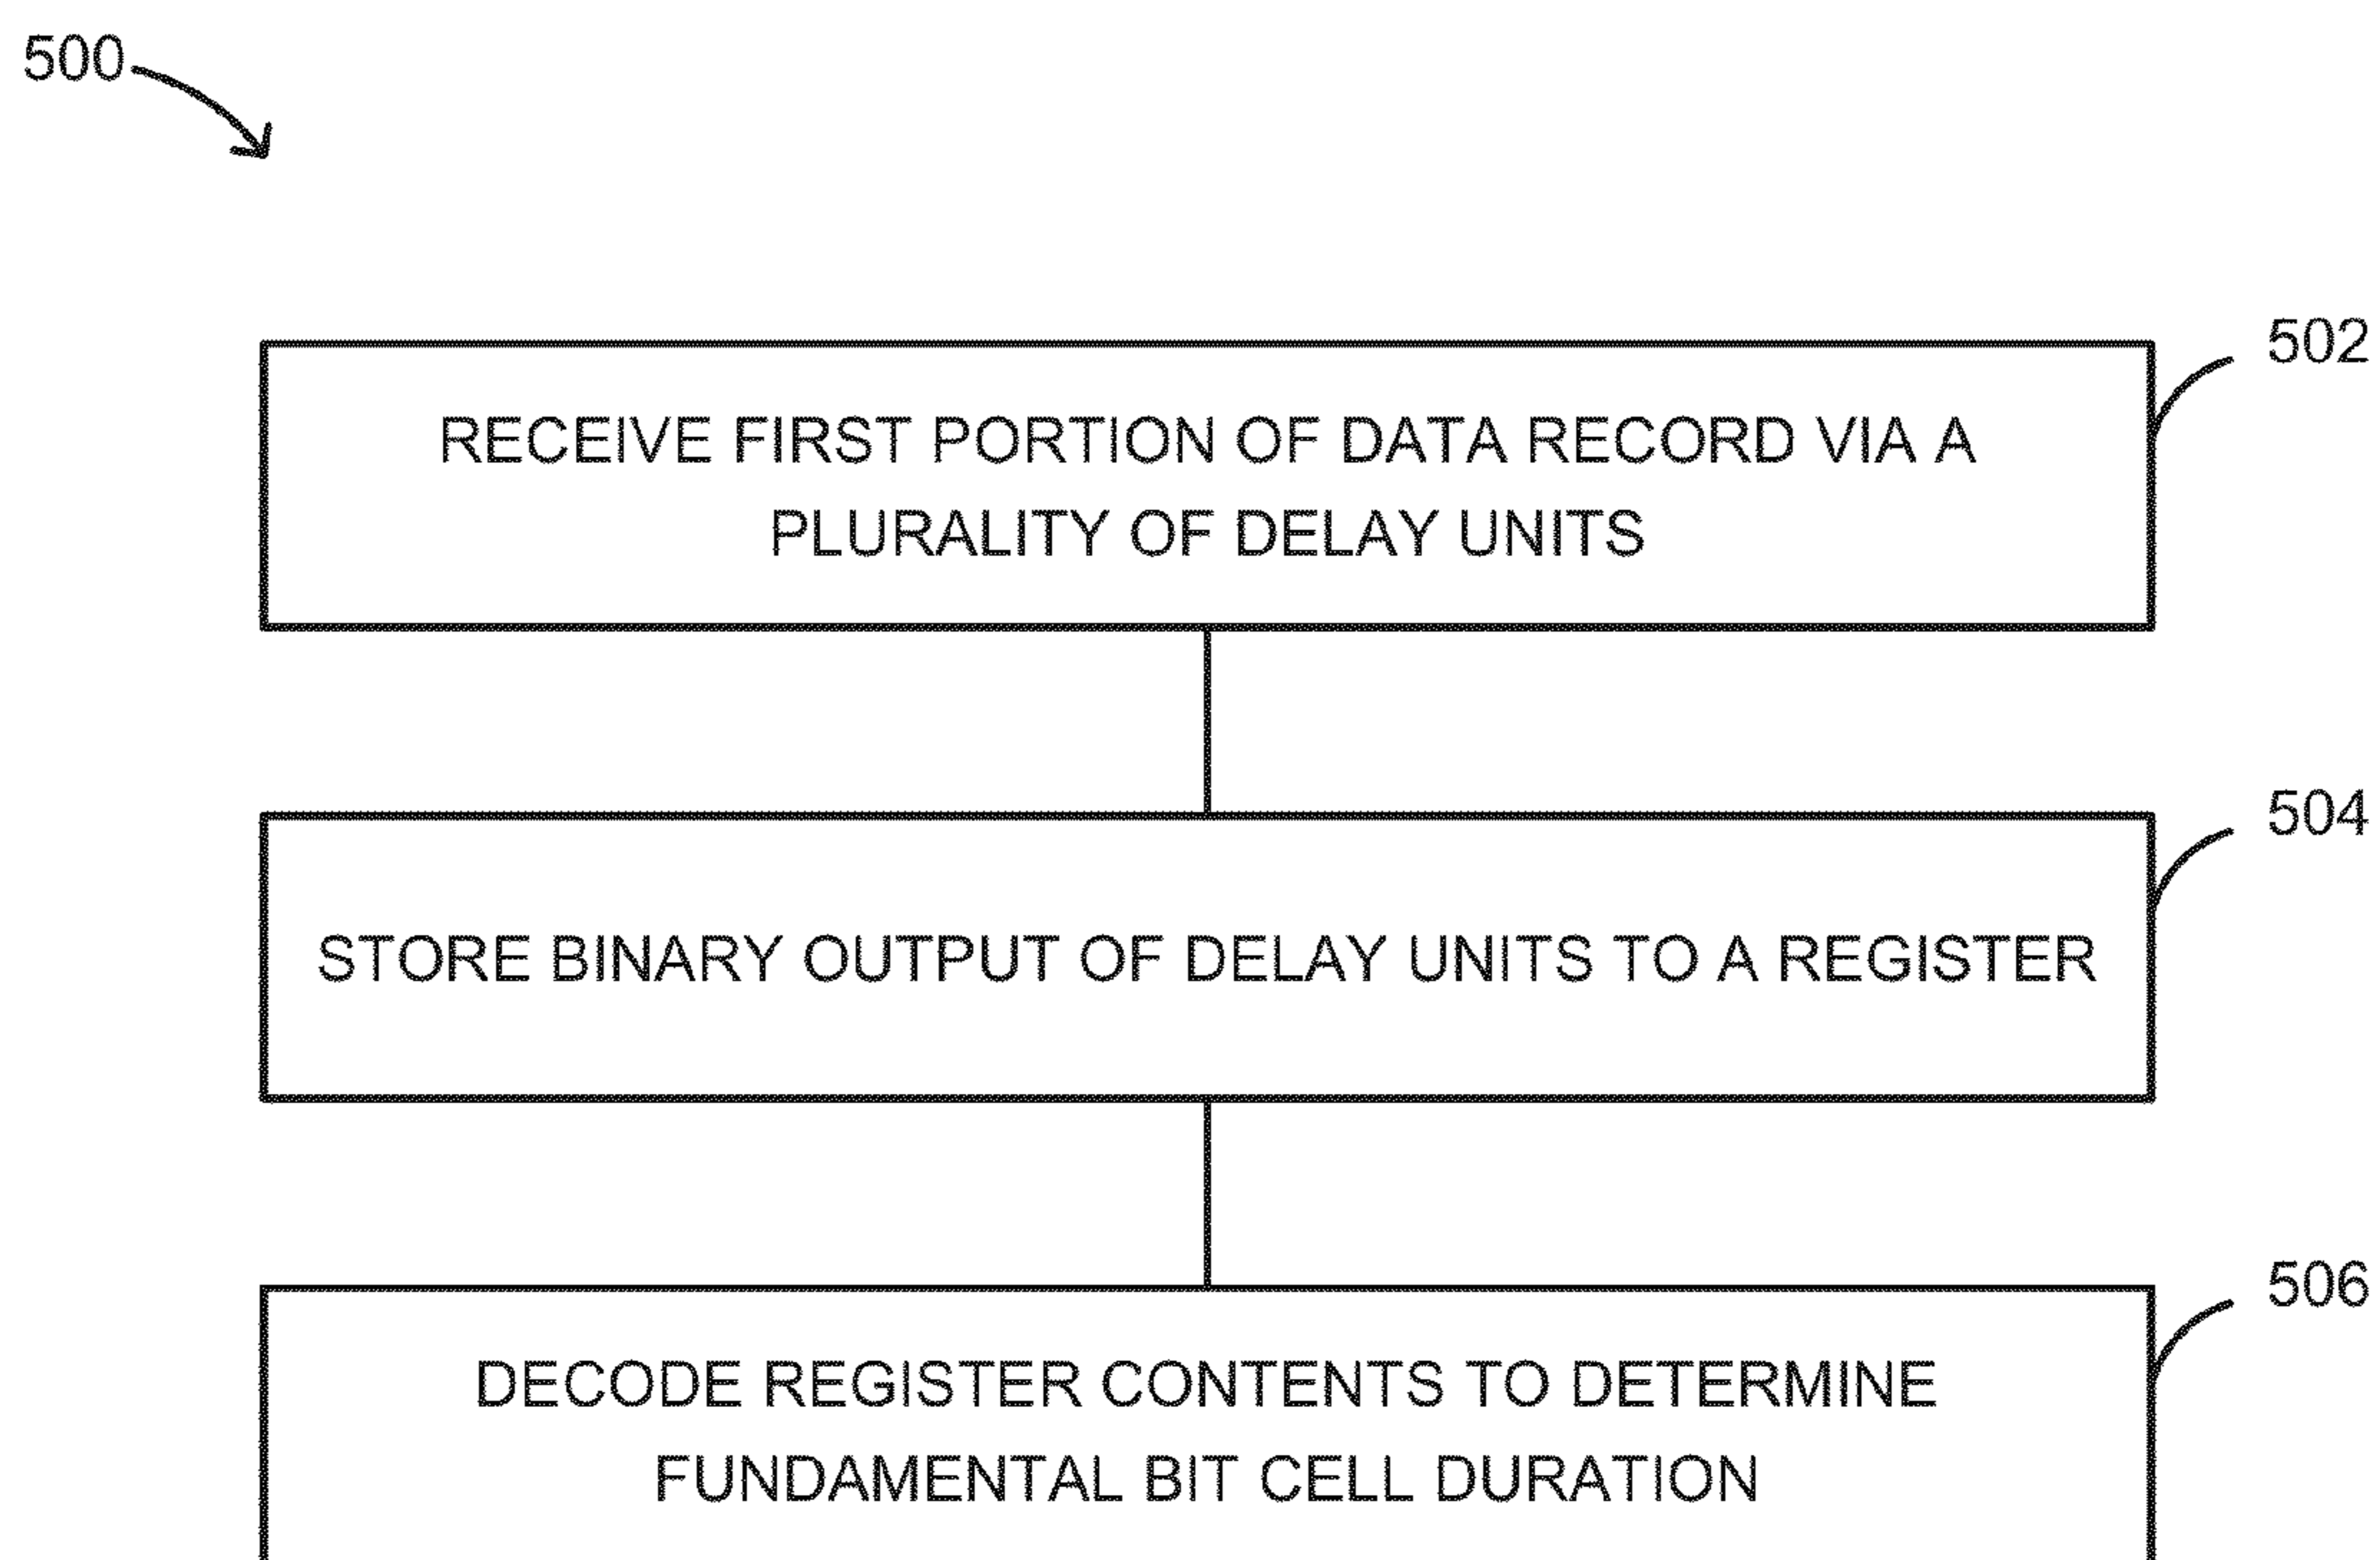 500
502
RECEIVE FIRST PORTION OF DATA RECORD VIA A
PLURALITY OF DELAY UNITS
504
STORE BINARY OUTPUT OF DELAY UNITS TO A REGISTER
506
DECODE REGISTER CONTENTS TO DETERMINE
FUNDAMENTAL BIT CELL DURATION